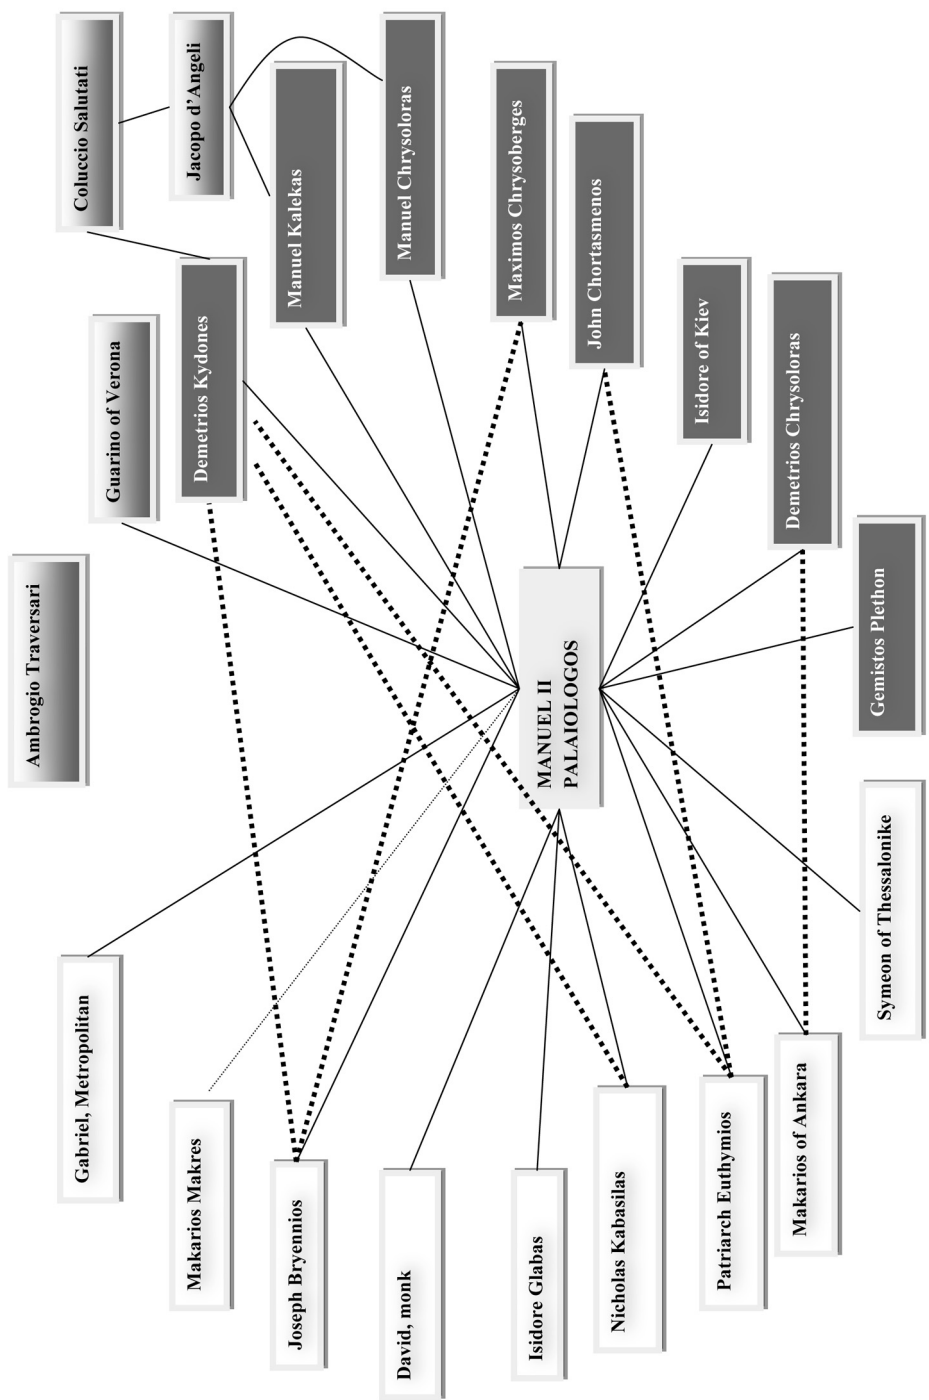 Gabriel, Metropolitan
Ambrogio Traversari
Guarino of Verona
Coluccio Salutati
Makarios Makres
Demetrios Kydones
Jacopo d'Angeli
Joseph Bryennios
Manuel Kalekas
David, monk
Manuel Chrysoloras
Isidore Glabas
MANUEL II
PALAIOLOGOS
Maximos Chrysoberges
Nicholas Kabasilas
John Chortasmenos
Patriarch Euthymios
Isidore of Kiev
Makarios of Ankara
Demetrios Chrysoloras
Symeon of Thessalonike
Gemistos Plethon